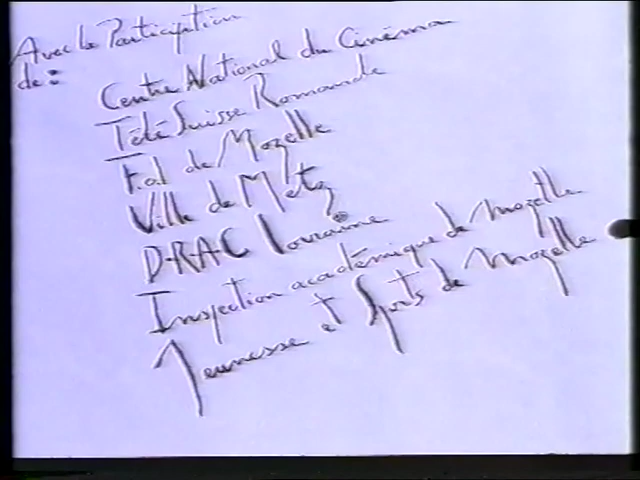 Avec la Participation
de:
Centre National du Cinéma
Télé Suisse Romande
F.o.l de Mozelle
Ville de Metz
D-R-A-C Lorraine
Inspection académique de Mozelle
Jeunesse et Sports de Mozelle